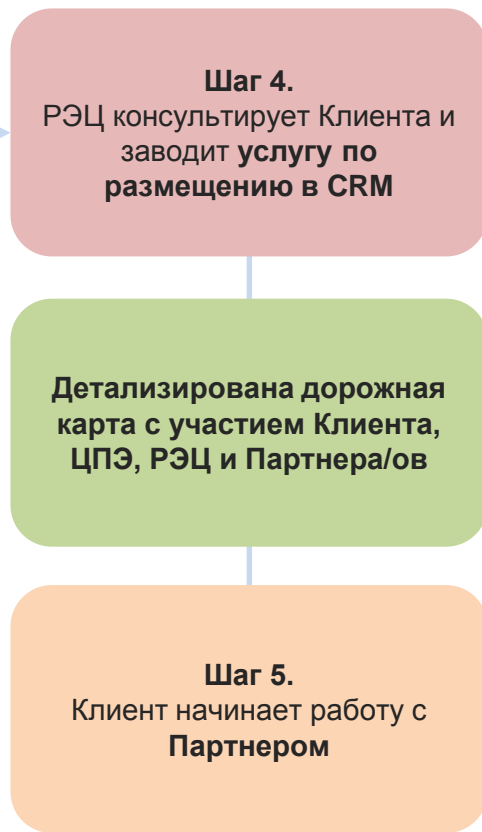 Шаг 4.
РЭЦ консультирует Клиента и
заводит услугу по
размещению в CRM
Детализирована дорожная
карта с участием Клиента,
ЦПЭ, РЭЦ и Партнера/ов
Шаг 5.
Клиент начинает работу с
Партнером